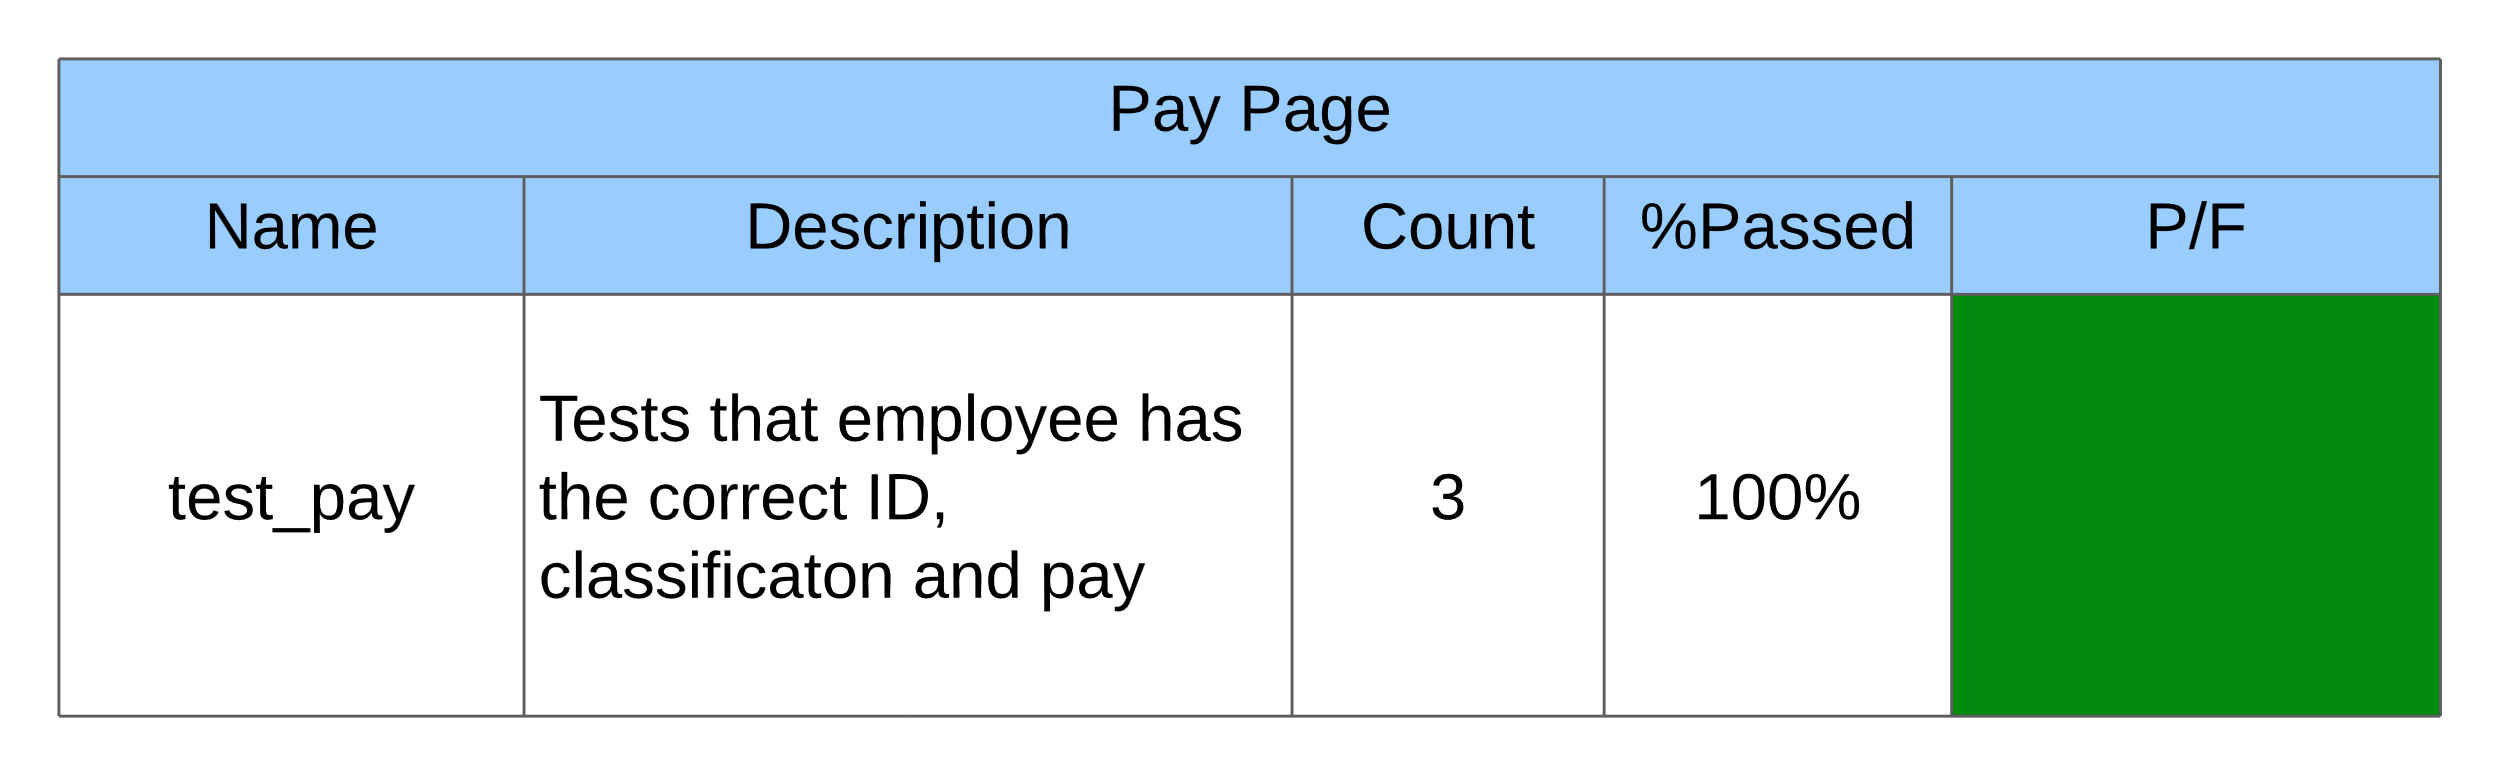 Pay Page
Name Description Count %Passed P/F
Tests that employee has
the correct ID,
classificaton and pay
test_pay
3
100%